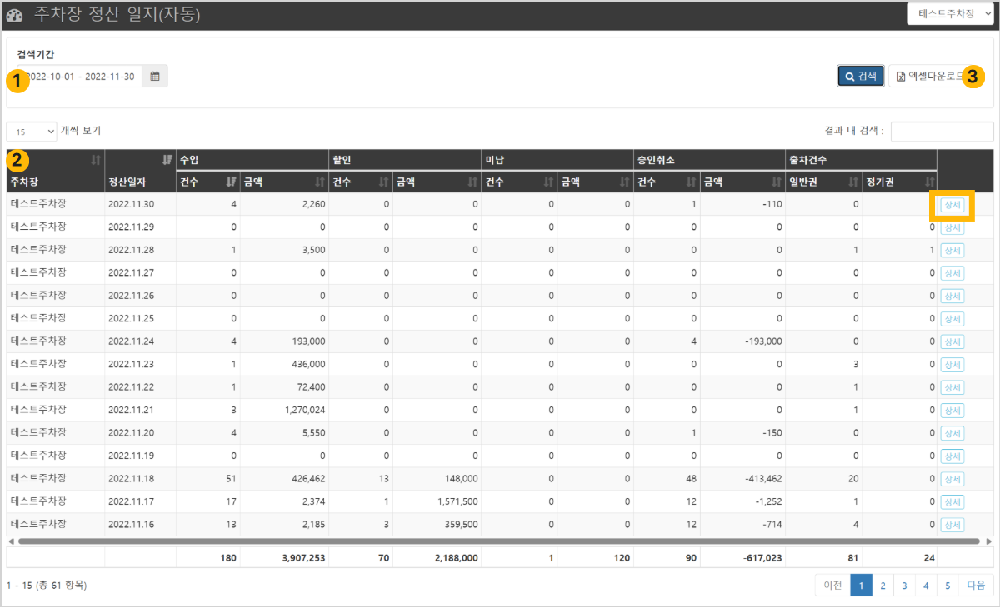 주차장 정산 일지(자동) 테스트주차장
검색기간
1 2022-10-01 - 2022-11-30 검색 엑셀다운로드 3
15 개씩 보기 결과 내 검색 :
2 수입 할인 미납 승인취소 출차건수
주차장 정산일자 건수 금액 건수 금액 건수 금액 건수 금액 일반권 정기권
테스트주차장 2022.11.30 4 2,260 0 0 0 0 1 -110 0 상세
테스트주차장 2022.11.29 0 0 0 0 0 0 0 0 0 0 상세
테스트주차장 2022.11.28 1 3,500 0 0 0 0 0 0 1 1 상세
테스트주차장 2022.11.27 0 0 0 0 0 0 0 0 0 0 상세
테스트주차장 2022.11.26 0 0 0 0 0 0 0 0 0 0 상세
테스트주차장 2022.11.25 0 0 0 0 0 0 0 0 0 0 상세
테스트주차장 2022.11.24 4 193,000 0 0 0 0 4 -193,000 0 0 상세
테스트주차장 2022.11.23 1 436,000 0 0 0 0 0 0 3 0 상세
테스트주차장 2022.11.22 1 72,400 0 0 0 0 0 0 1 0 상세
테스트주차장 2022.11.21 3 1,270,024 0 0 0 0 0 0 1 0 상세
테스트주차장 2022.11.20 4 5,550 0 0 0 0 1 -150 0 0 상세
테스트주차장 2022.11.19 0 0 0 0 0 0 0 0 0 0 상세
테스트주차장 2022.11.18 51 426,462 13 148,000 0 0 48 -413,462 20 0 상세
테스트주차장 2022.11.17 17 2,374 1 1,571,500 0 0 12 -1,252 1 0 상세
테스트주차장 2022.11.16 13 2,185 3 359,500 0 0 12 -714 4 0 상세
180 3,907,253 70 2,188,000 1 120 90 -617,023 81 24
1 - 15 (총 61 항목) 이전 1 2 3 4 5 다음